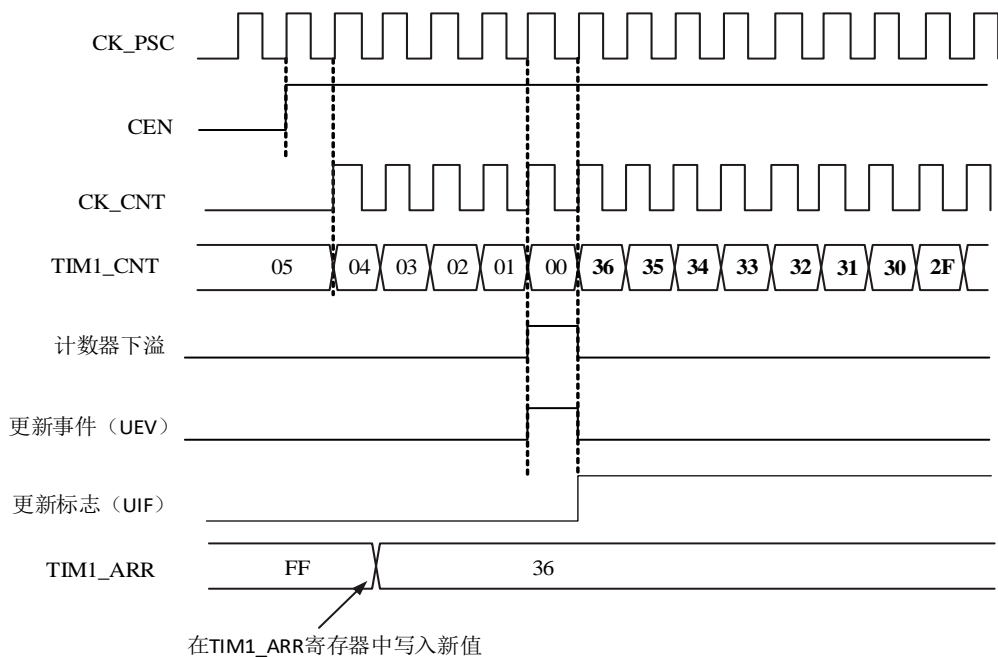 CK_PSC
CEN
CK_CNT
TIM1_CNT 05 04 03 02 01 00 36 35 34 33 32 31 30 2F
计数器下溢
更新事件（UEV）
更新标志（UIF）
TIM1_ARR FF 36
在TIM1_ARR寄存器中写入新值